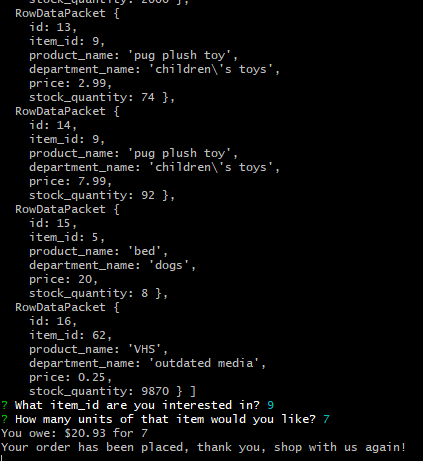 stock_quantity: 2000 },
RowDataPacket {
id: 13,
item_id: 9,
product_name: 'pug plush toy',
department_name: 'children\'s toys',
price: 2.99,
stock_quantity: 74 },
RowDataPacket {
id: 14,
item_id: 9,
product_name: 'pug plush toy',
department_name: 'children\'s toys',
price: 7.99,
stock_quantity: 92 },
RowDataPacket {
id: 15,
item_id: 5,
product_name: 'bed',
department_name: 'dogs',
price: 20,
stock_quantity: 8 },
RowDataPacket {
id: 16,
item_id: 62,
product_name: 'VHS',
department_name: 'outdated media',
price: 0.25,
stock_quantity: 9870 } ]
? What item_id are you interested in? 9
? How many units of that item would you like? 7
You owe: $20.93 for 7
Your order has been placed, thank you, shop with us again!